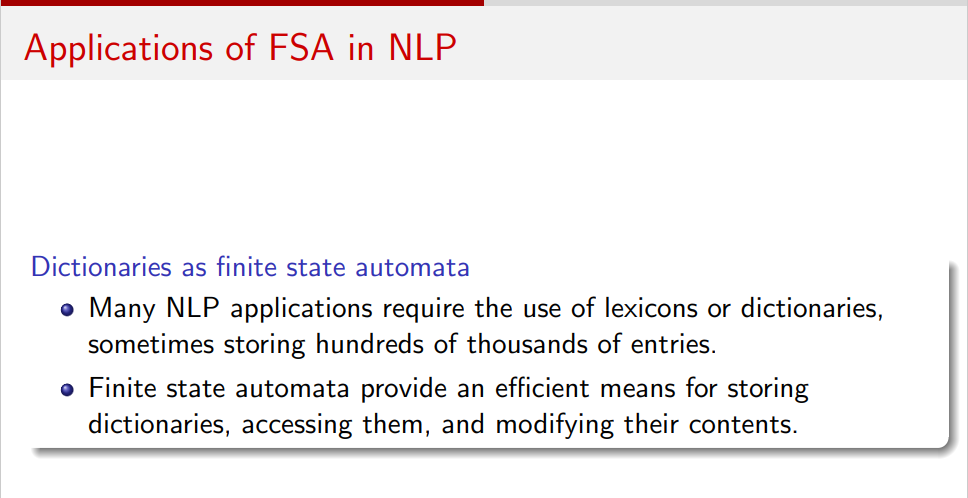 Applications of FSA in NLP
Dictionaries as finite state automata
Many NLP applications require the use of lexicons or dictionaries,
sometimes storing hundreds of thousands of entries.
Finite state automata provide an efficient means for storing
dictionaries, accessing them, and modifying their contents.